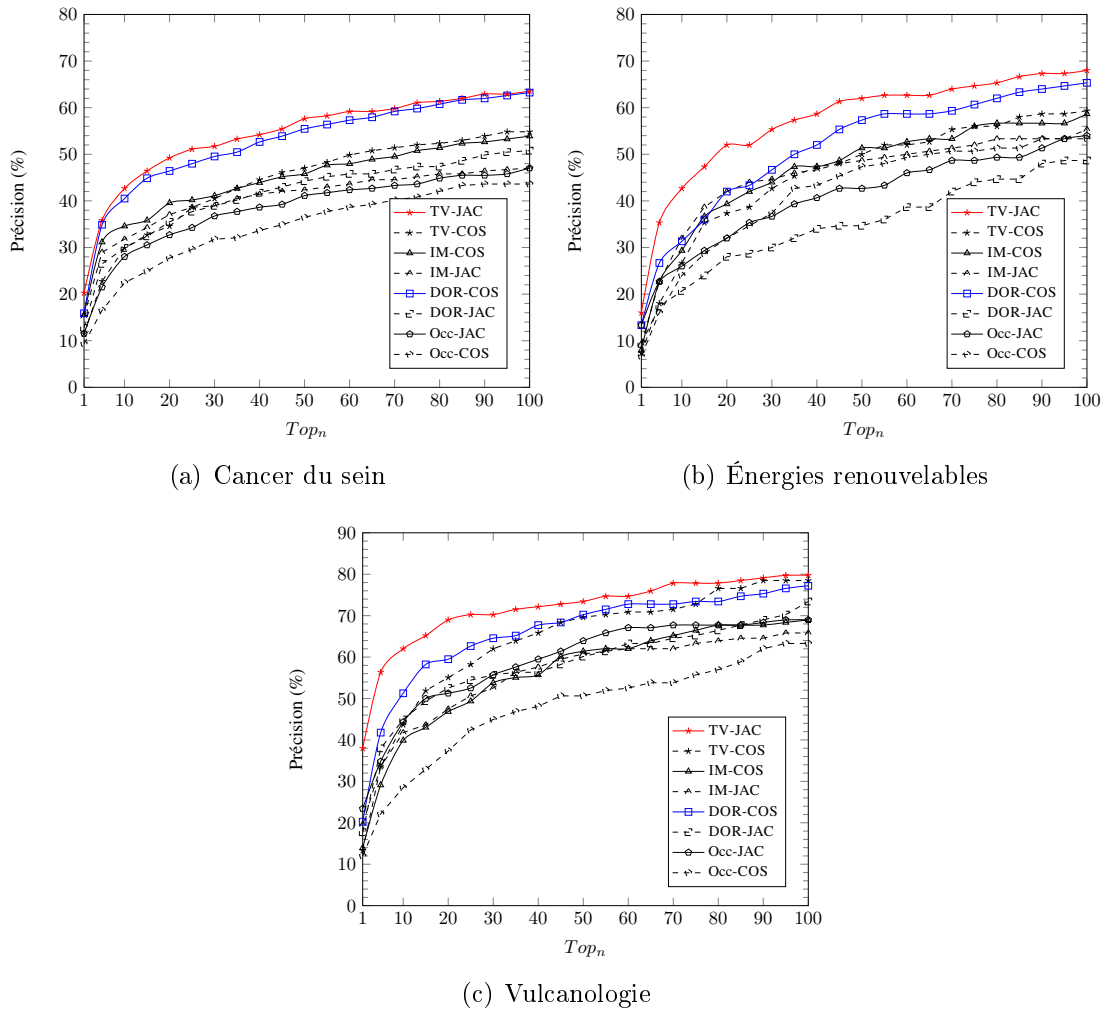 80
70
60
50
40
30
20
10
0
Précision (%)
1 10 20 30 40 50 60 70 80 90 100
Top_n
TV-JAC
TV-COS
IM-COS
IM-JAC
DOR-COS
DOR-JAC
Occ-JAC
Occ-COS
(a) Cancer du sein
80
70
60
50
40
30
20
10
0
Précision (%)
1 10 20 30 40 50 60 70 80 90 100
Top_n
TV-JAC
TV-COS
IM-COS
IM-JAC
DOR-COS
DOR-JAC
Occ-JAC
Occ-COS
(b) Énergies renouvelables
90
80
70
60
50
40
30
20
10
0
Précision (%)
1 10 20 30 40 50 60 70 80 90 100
Top_n
TV-JAC
TV-COS
IM-COS
IM-JAC
DOR-COS
DOR-JAC
Occ-JAC
Occ-COS
(c) Vulcanologie